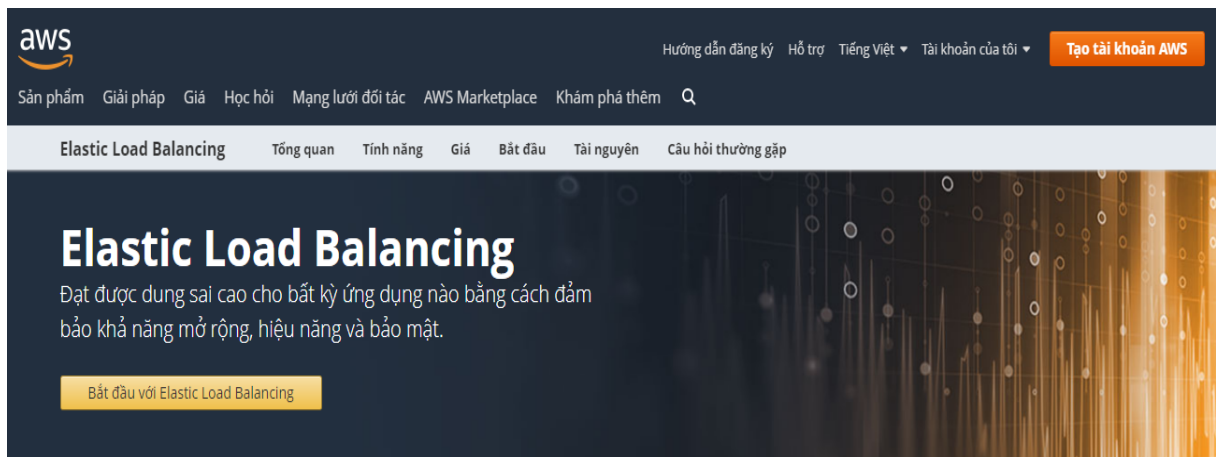 aws
Hướng dẫn đăng ký Hỗ trợ Tiếng Việt Tài khoản của tôi Tạo tài khoản AWS
Sản phẩm Giải pháp Giá Học hỏi Mạng lưới đối tác AWS Marketplace Khám phá thêm
Elastic Load Balancing Tổng quan Tính năng Giá Bắt đầu Tài nguyên Câu hỏi thường gặp
Elastic Load Balancing
Đạt được dung sai cao cho bất kỳ ứng dụng nào bằng cách đảm
bảo khả năng mở rộng, hiệu năng và bảo mật.
Bắt đầu với Elastic Load Balancing